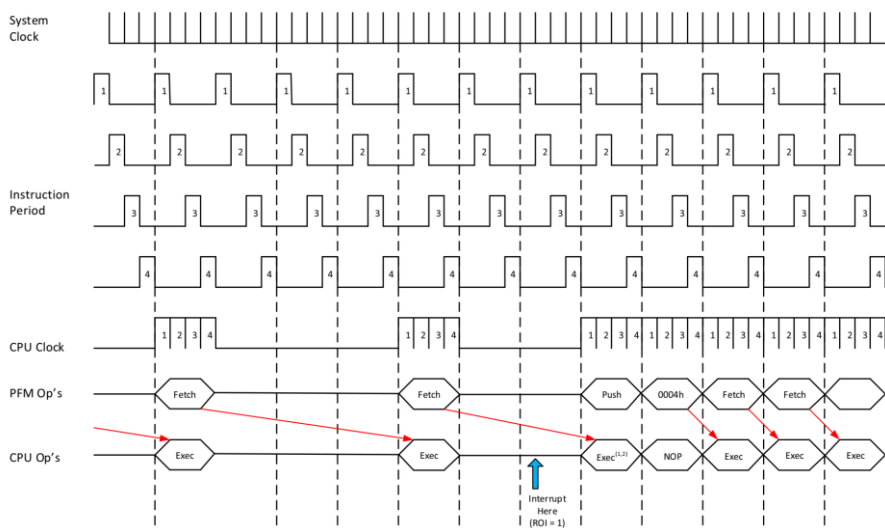 System
Clock
1 1 1 1 1 1 1 1 1 1 1 1 1
2 2 2 2 2 2 2 2 2 2 2 2 2
Instruction
Period
3 3 3 3 3 3 3 3 3 3 3 3 3
4 4 4 4 4 4 4 4 4 4 4 4 4
CPU Clock
1 2 3 4 1 2 3 4 1 2 3 4 1 2 3 4 1 2 3 4 1 2 3 4 1 2 3 4
PFM Op's
Fetch Fetch Push 0004h Fetch Fetch
CPU Op's
Exec Exec Exec(1,2) NOP Exec Exec Exec
Interrupt
Here
(ROI = 1)